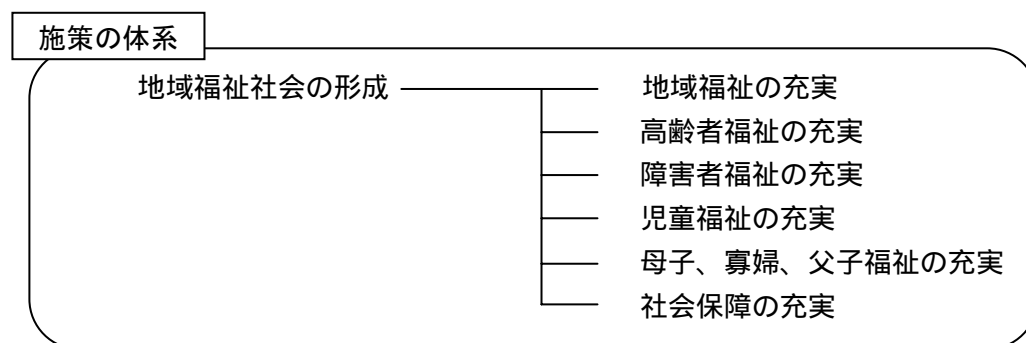 施策の体系
地域福祉社会の形成 地域福祉の充実
高齢者福祉の充実
障害者福祉の充実
児童福祉の充実
母子、寡婦、父子福祉の充実
社会保障の充実